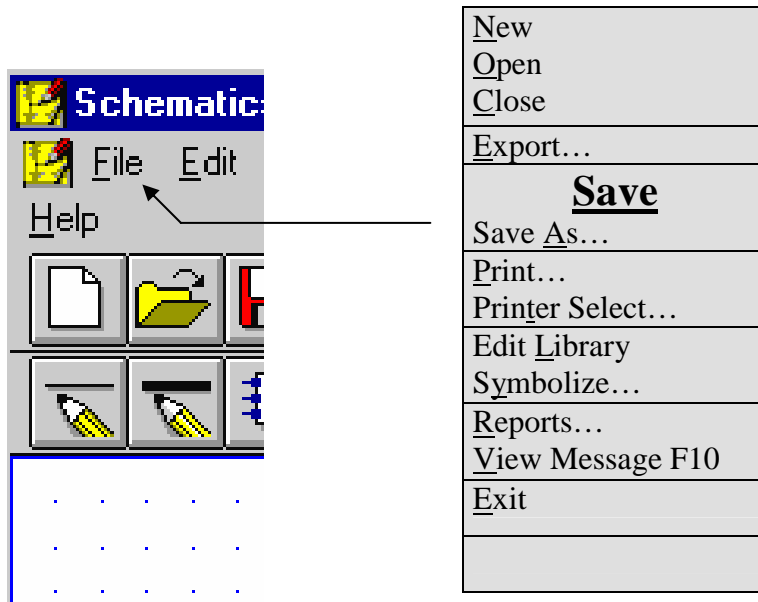 Schematic
File Edit
Help
New
Open
Close
Export…
Save
Save As…
Print…
Printer Select…
Edit Library
Symbolize…
Reports…
View Message F10
Exit